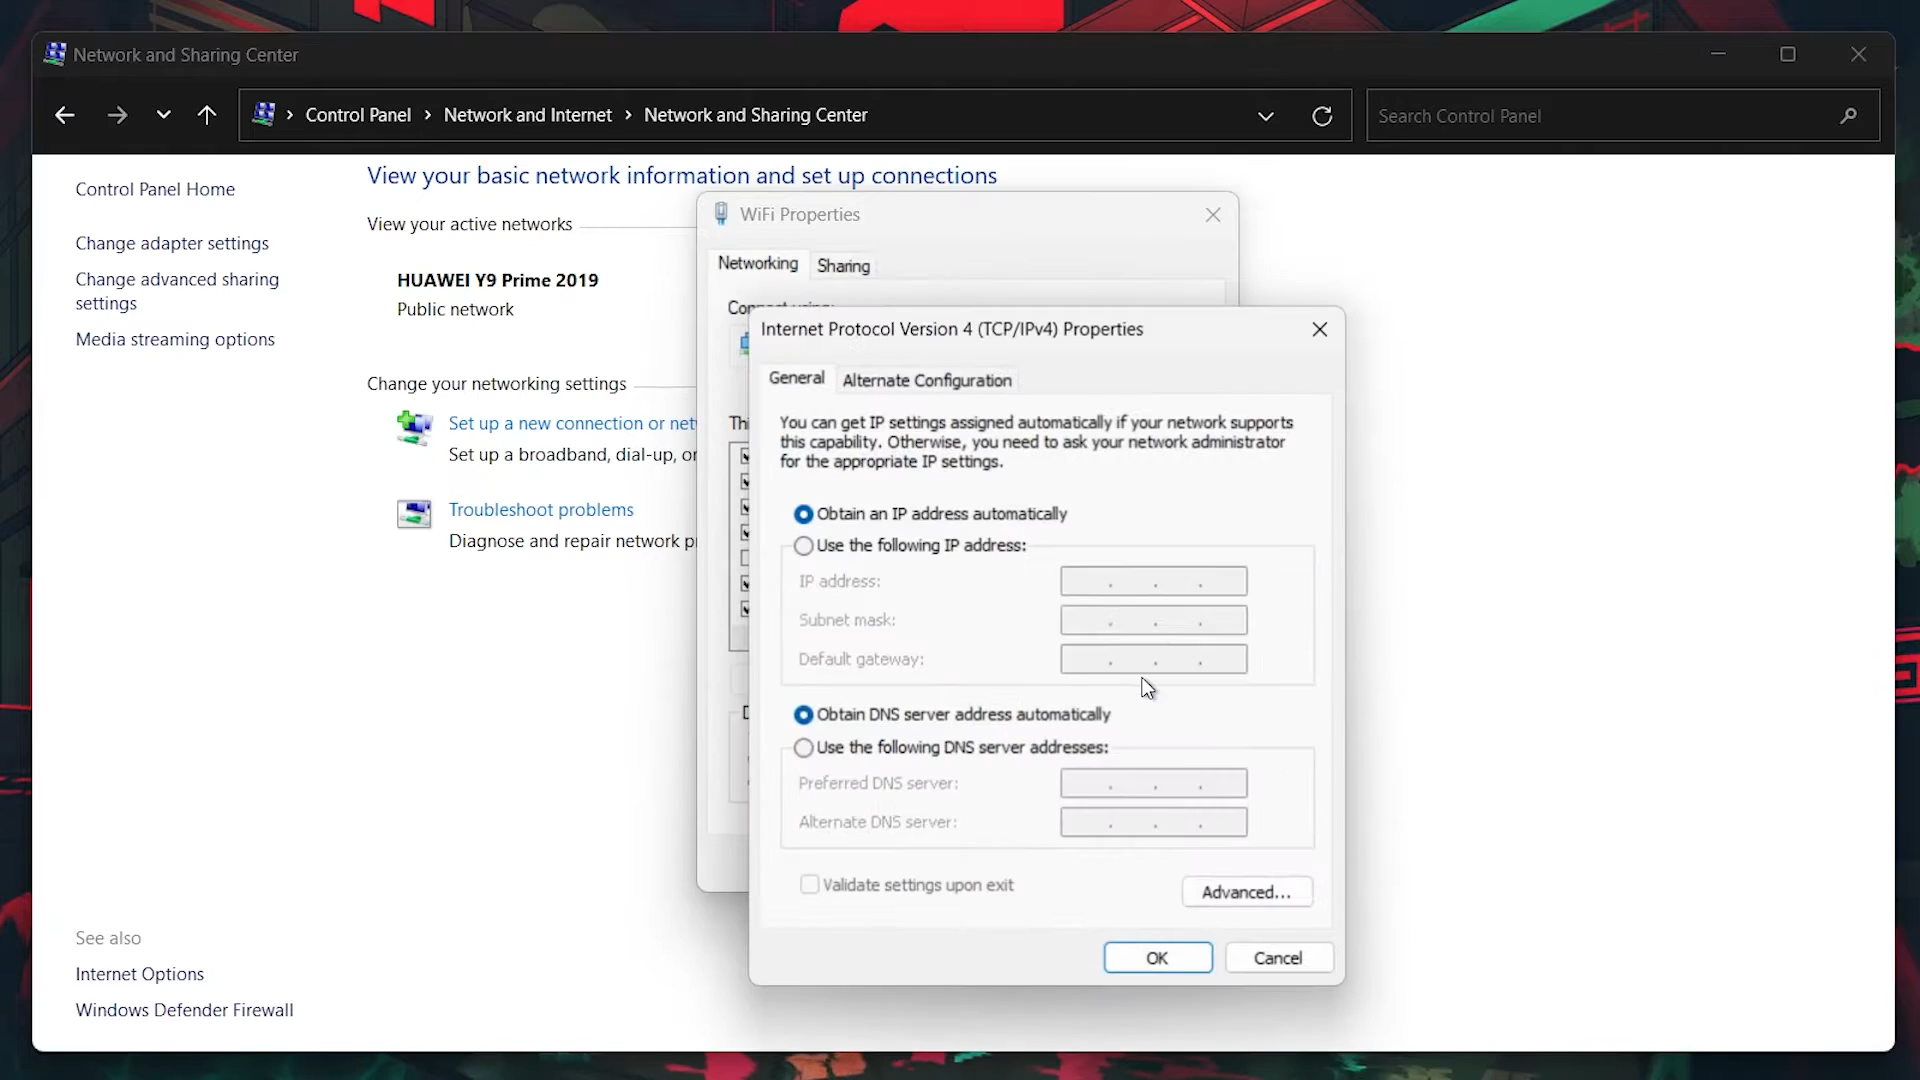 Network and Sharing Center
Control Panel > Network and Internet > Network and Sharing Center
Search Control Panel
Control Panel Home
Change adapter settings
Change advanced sharing
settings
Media streaming options
See also
Internet Options
Windows Defender Firewall
View your basic network information and set up connections
View your active networks
HUAWEI Y9 Prime 2019
Public network
Change your networking settings
Set up a new connection or net
Set up a broadband, dial-up, or
Troubleshoot problems
Diagnose and repair network p
WiFi Properties
Networking
Sharing
Connect using:
Thi
Internet Protocol Version 4 (TCP/IPv4) Properties
General
Alternate Configuration
You can get IP settings assigned automatically if your network supports
this capability. Otherwise, you need to ask your network administrator
for the appropriate IP settings.
Obtain an IP address automatically
Use the following IP address:
IP address:
Subnet mask:
Default gateway:
Obtain DNS server address automatically
Use the following DNS server addresses:
Preferred DNS server:
Alternate DNS server:
Validate settings upon exit
Advanced...
OK
Cancel